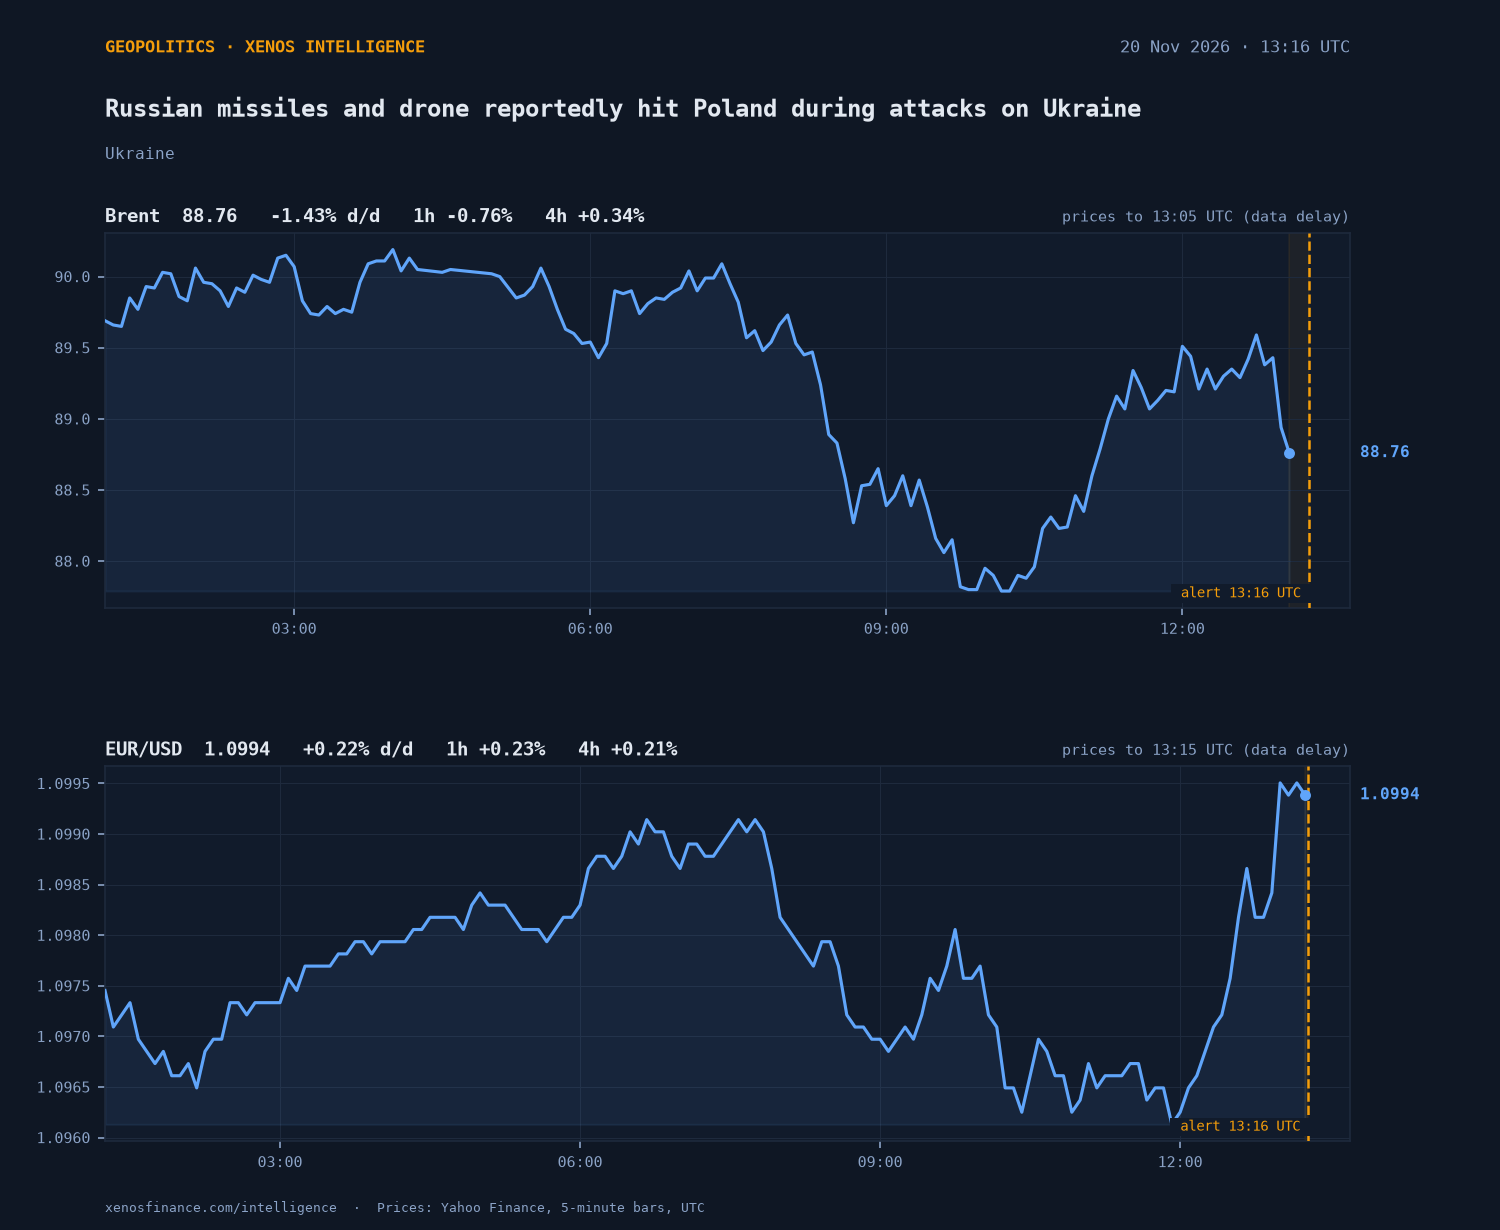 GEOPOLITICS · XENOS INTELLIGENCE
20 Nov 2026 · 13:16 UTC
Russian missiles and drone reportedly hit Poland during attacks on Ukraine
Ukraine
Brent 88.76 -1.43% d/d 1h -0.76% 4h +0.34%
prices to 13:05 UTC (data delay)
90.0
89.5
89.0
88.76
88.5
88.0
alert 13:16 UTC
03:00 06:00 09:00 12:00
EUR/USD 1.0994 +0.22% d/d 1h +0.23% 4h +0.21%
prices to 13:15 UTC (data delay)
1.0995
1.0994
1.0990
1.0985
1.0980
1.0975
1.0970
1.0965
alert 13:16 UTC
1.0960
03:00 06:00 09:00 12:00
xenosfinance.com/intelligence · Prices: Yahoo Finance, 5-minute bars, UTC